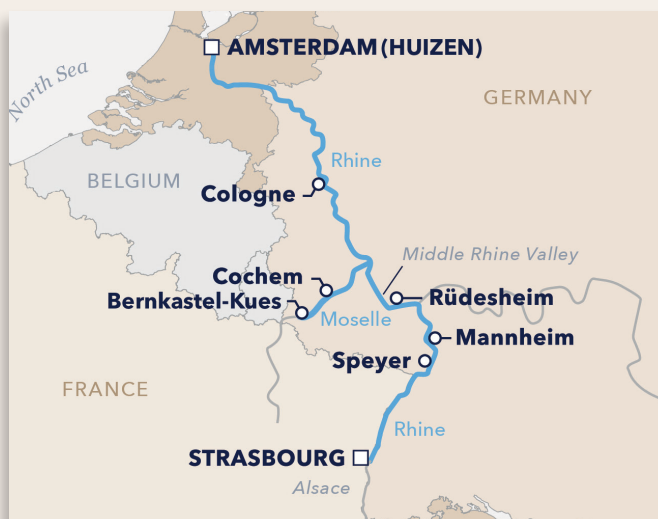 AMSTERDAM (HUIZEN)
North Sea
GERMANY
Rhine
BELGIUM
Cologne
Middle Rhine Valley
Cochem
Bernkastel-Kues
Rüdesheim
Moselle
Mannheim
Speyer
FRANCE
Rhine
STRASBOURG
Alsace